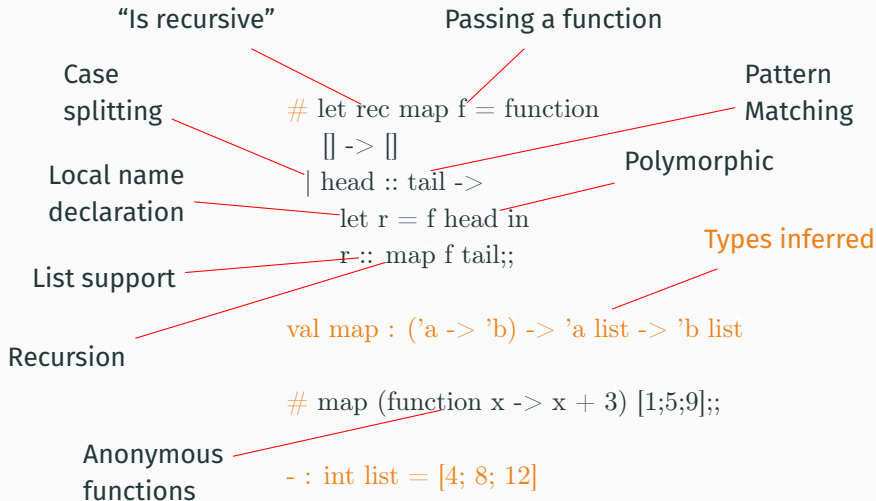 “Is recursive”
Passing a function
Case
splitting
Pattern
Matching
# let rec map f = function
[] -> []
| head :: tail ->
Polymorphic
Local name
declaration
let r = f head in
r :: map f tail;;
Types inferred
List support
val map : (’a -> ’b) -> ’a list -> ’b list
Recursion
# map (function x -> x + 3) [1;5;9];;
Anonymous
functions
- : int list = [4; 8; 12]